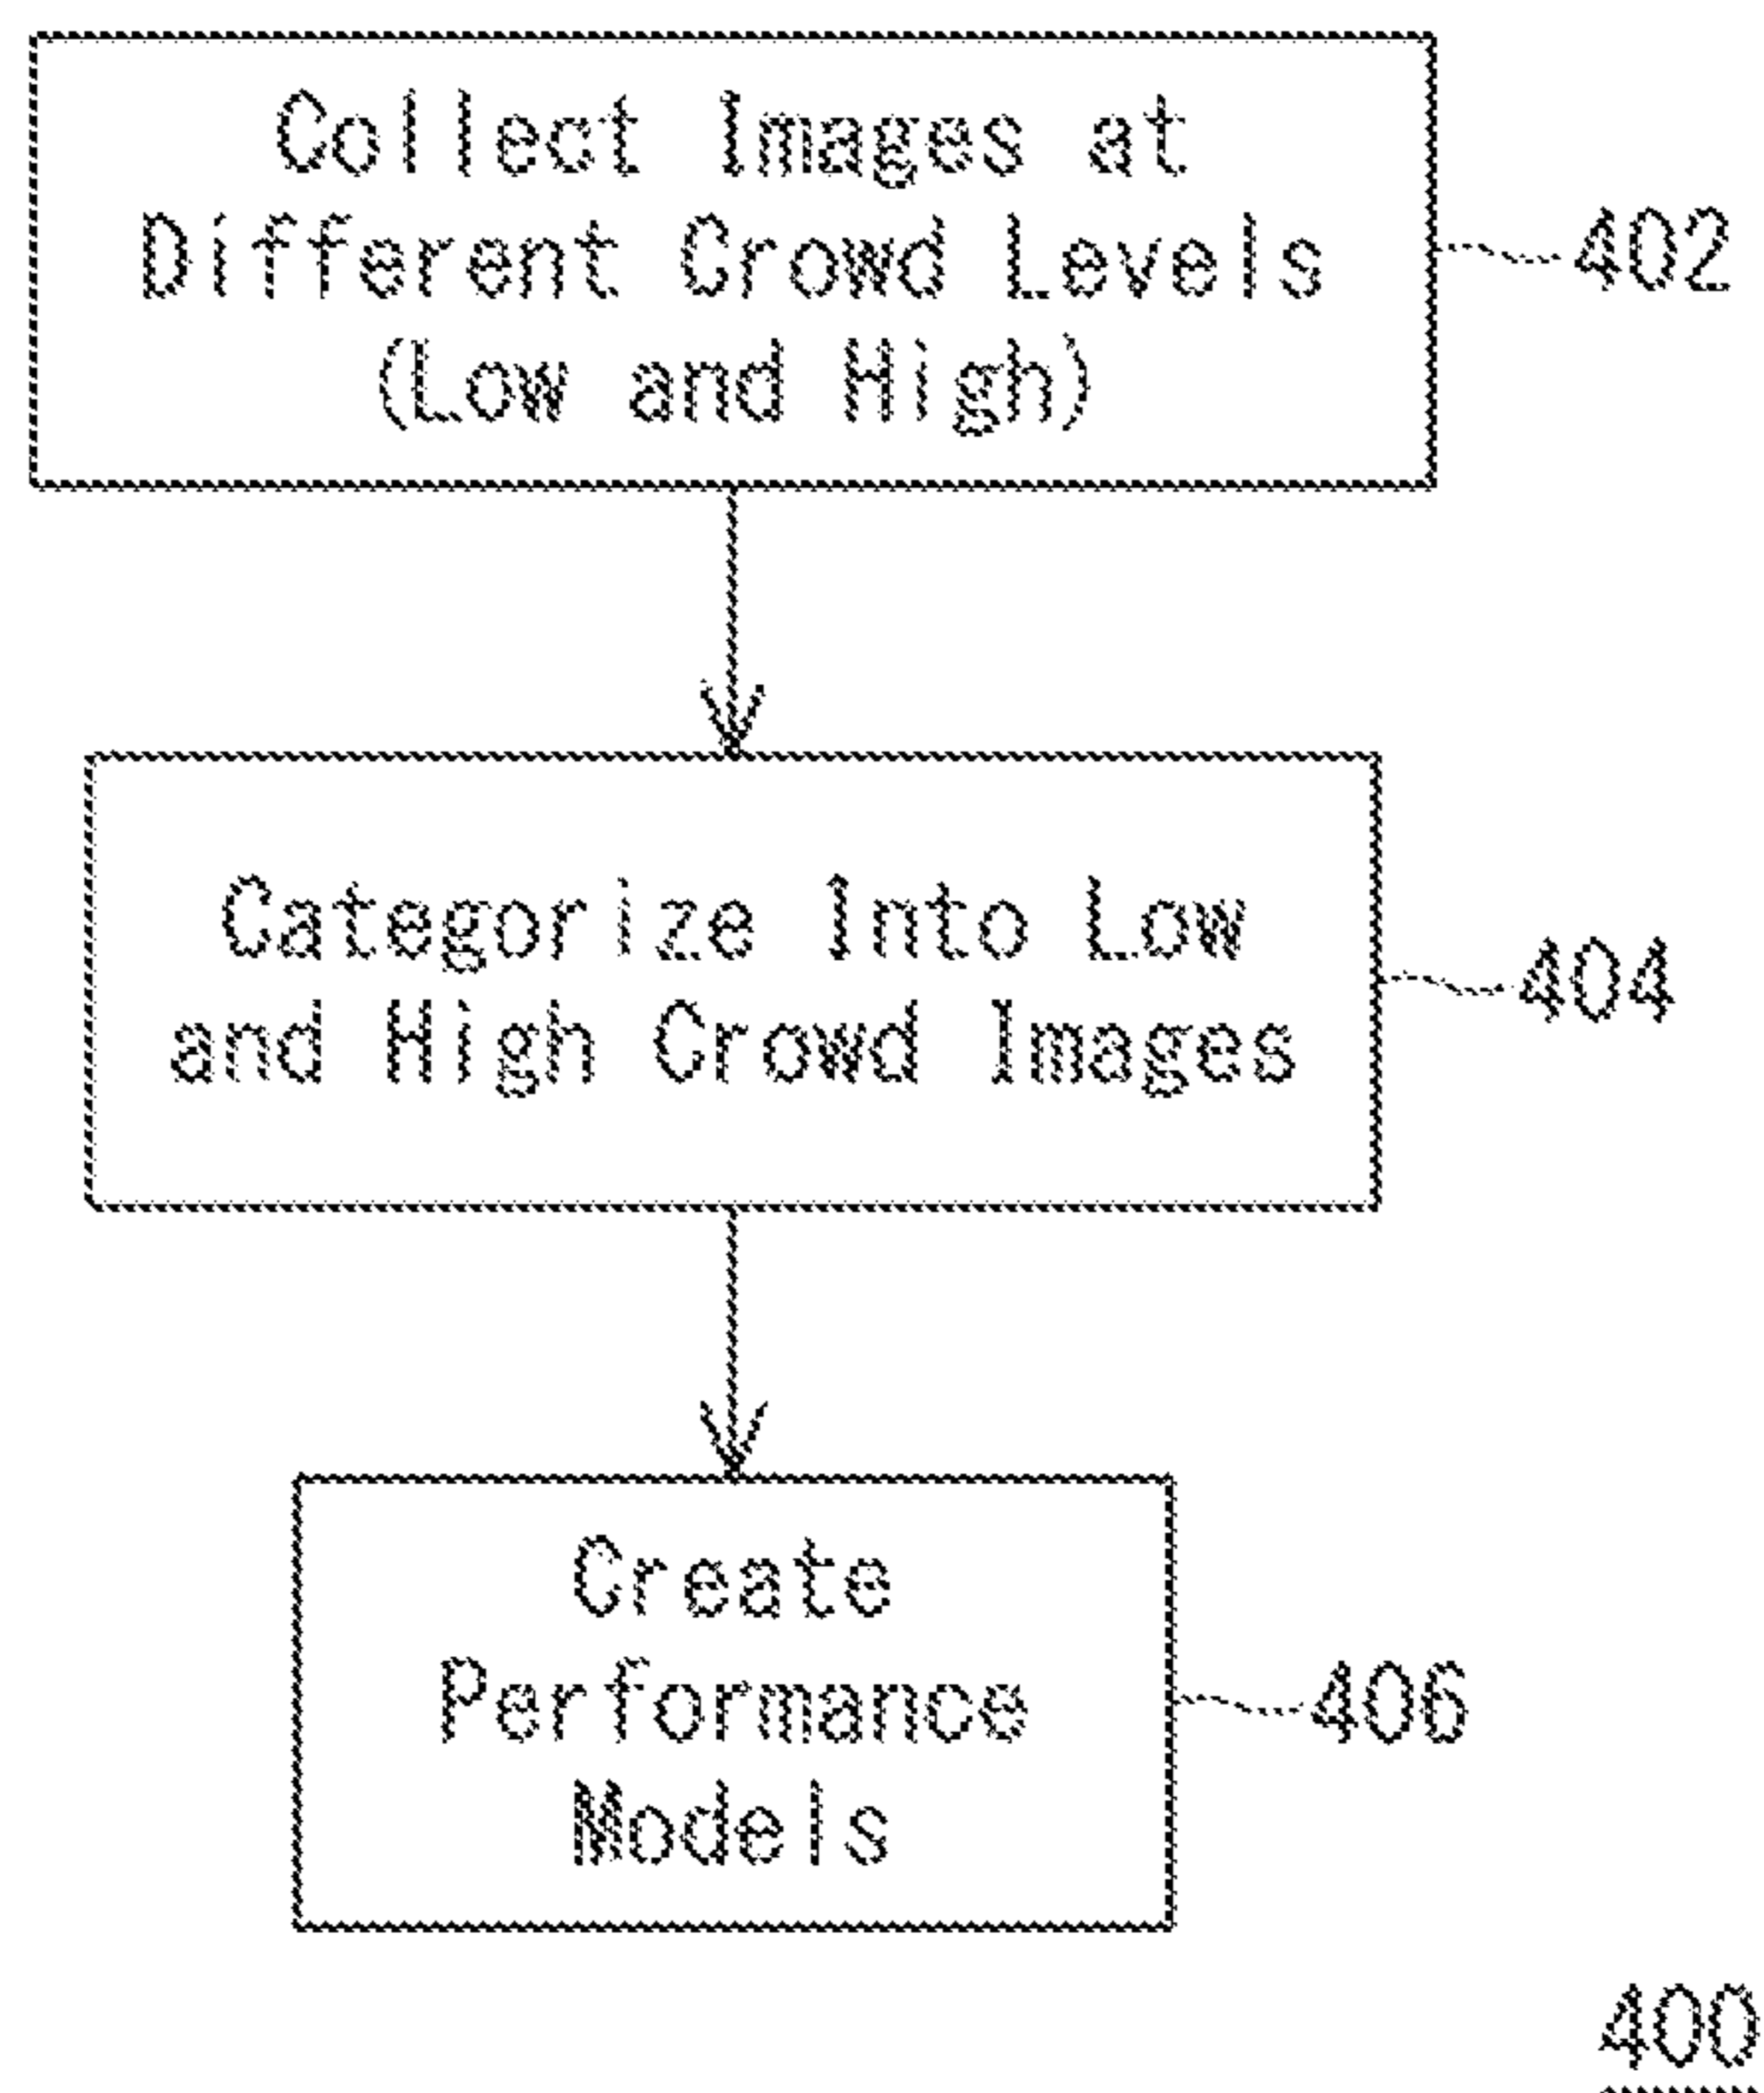 Collect Images at
Different Crowd Levels
(Low and High)
402
Categorize Into Low
and High Crowd Images
404
Create
Performance
Models
406
400